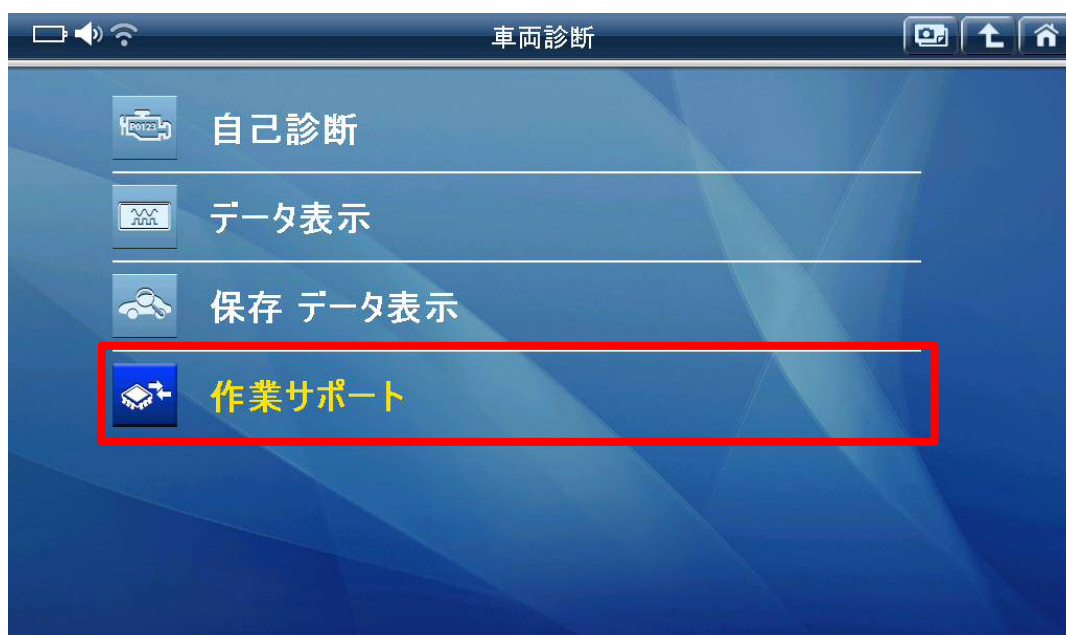 車両診断
P0123
自己診断
データ表示
保存 データ表示
作業サポート